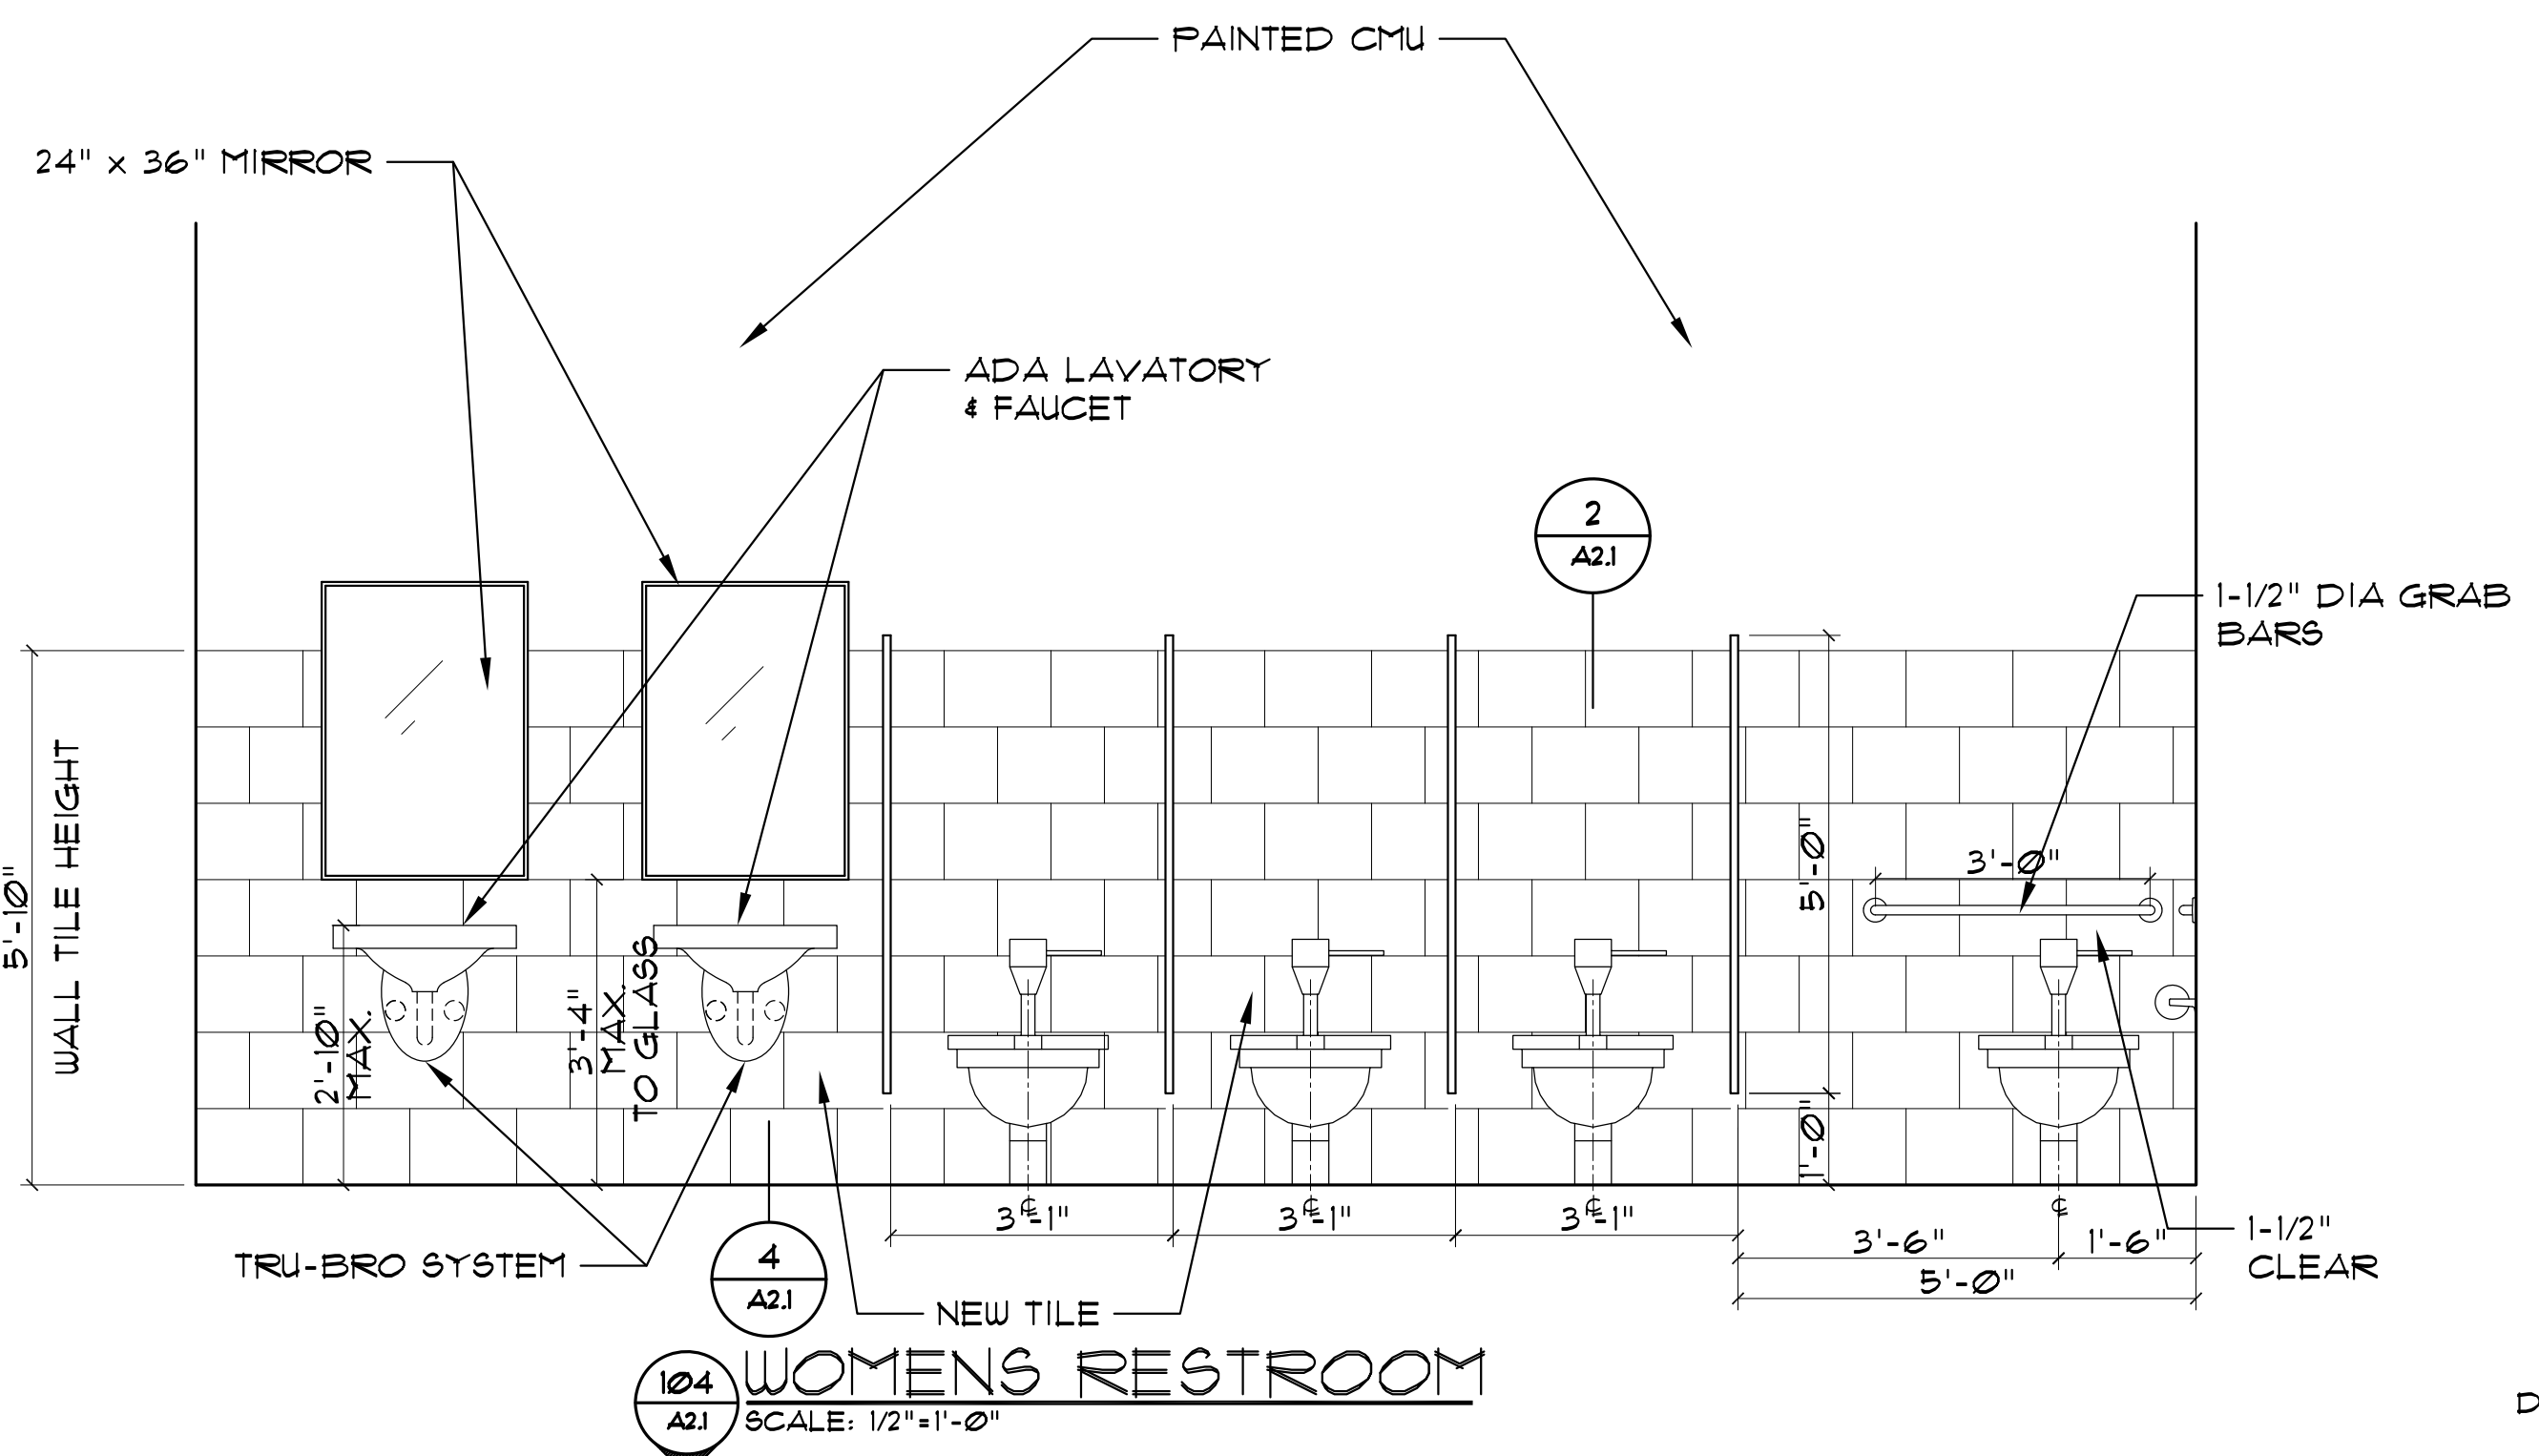 PAINTED CMU
24" x 36" MIRROR
ADA LAVATORY
& FAUCET
2
A2.1
1-1/2" DIA GRAB
BARS
5'-10"
WALL TILE HEIGHT
2'-10"
MAX.
3'-4"
MAX.
TO GLASS
5'-0"
3'-0"
1'-0"
℄
℄
℄
℄
3'-1"
3'-1"
3'-1"
3'-6"
1'-6"
5'-0"
1-1/2"
CLEAR
TRU-BRO SYSTEM
4
A2.1
NEW TILE
104
A2.1
WOMENS RESTROOM
SCALE: 1/2"=1'-0"
D